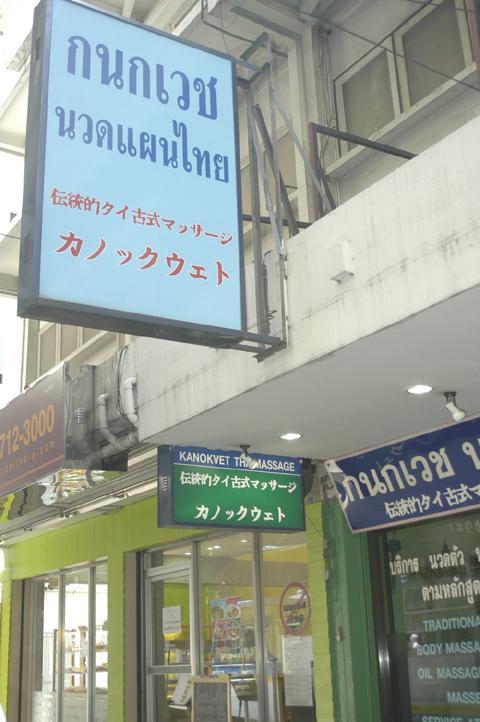 กนกเวช
นวดแผนไทย
伝統的タイ古式マッサージ
カノックウェト
712-3000
KANOKVET THAI MASSAGE
伝統的タイ古式マッサージ
カノックウェト
กนกเวช
伝統的タイ古式
บริการ นวดตัว
ตามหลักสูต
TRADITIONA
BODY MASSA
OIL MASSAG
MASSE